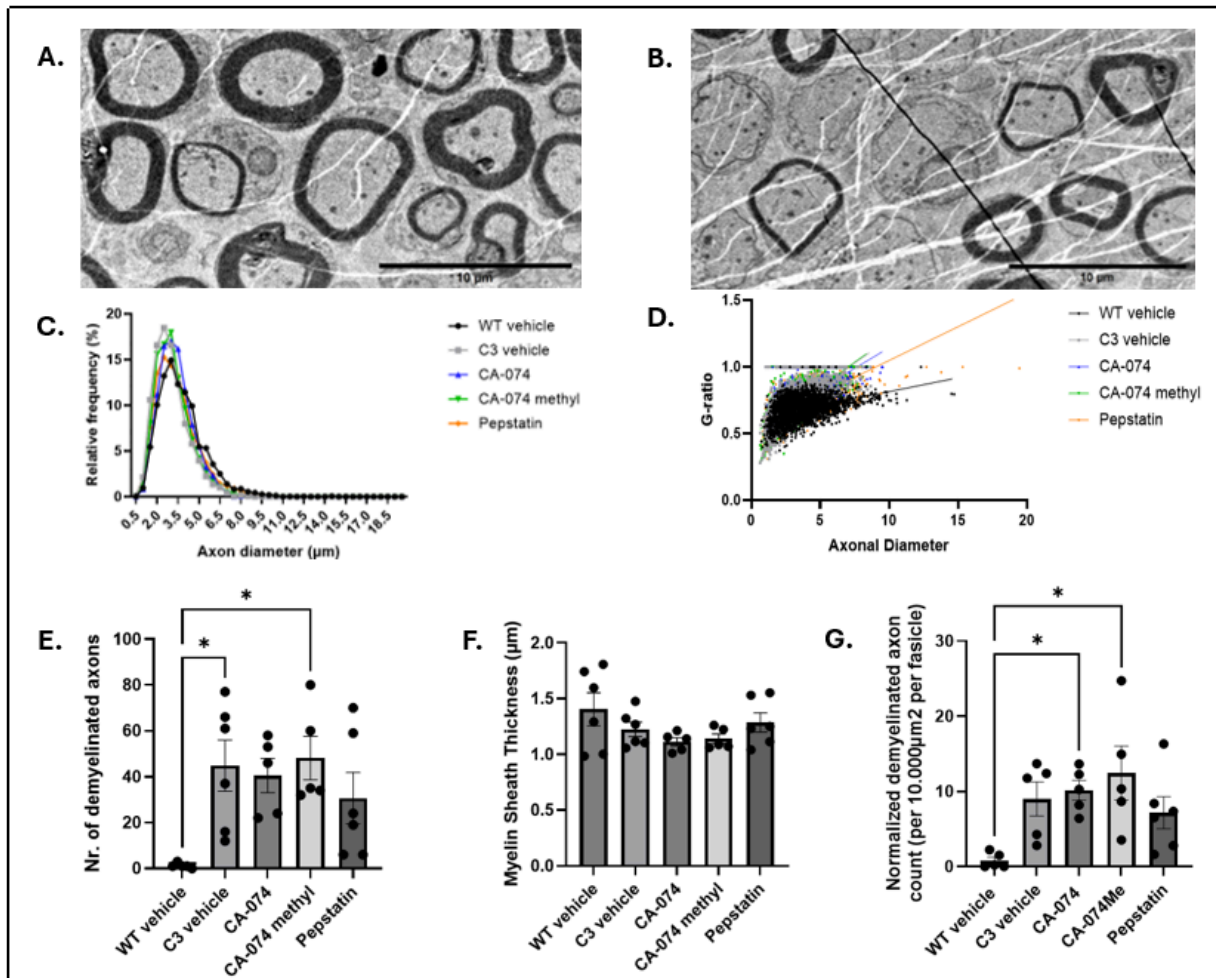 A.
B.
10 µm
10 µm
C.
20
15
10
5
0
Relative frequency (%)
0.5
2.0
3.5
5.0
6.5
8.0
9.5
11.0
12.5
14.0
15.5
17.0
18.5
Axon diameter (µm)
WT vehicle
C3 vehicle
CA-074
CA-074 methyl
Pepstatin
D.
1.5
1.0
0.5
0.0
G-ratio
0
5
10
15
20
Axonal Diameter
WT vehicle
C3 vehicle
CA-074
CA-074 methyl
Pepstatin
E.
*
*
100
80
60
40
20
0
Nr. of demyelinated axons
WT vehicle
C3 vehicle
CA-074
CA-074 methyl
Pepstatin
F.
2.0
1.5
1.0
0.5
0.0
Myelin Sheath Thickness (µm)
WT vehicle
C3 vehicle
CA-074
CA-074 methyl
Pepstatin
G.
*
*
30
20
10
0
Normalized demyelinated axon
count (per 10.000µm2 per fasicle)
WT vehicle
C3 vehicle
CA-074
CA-074Me
Pepstatin